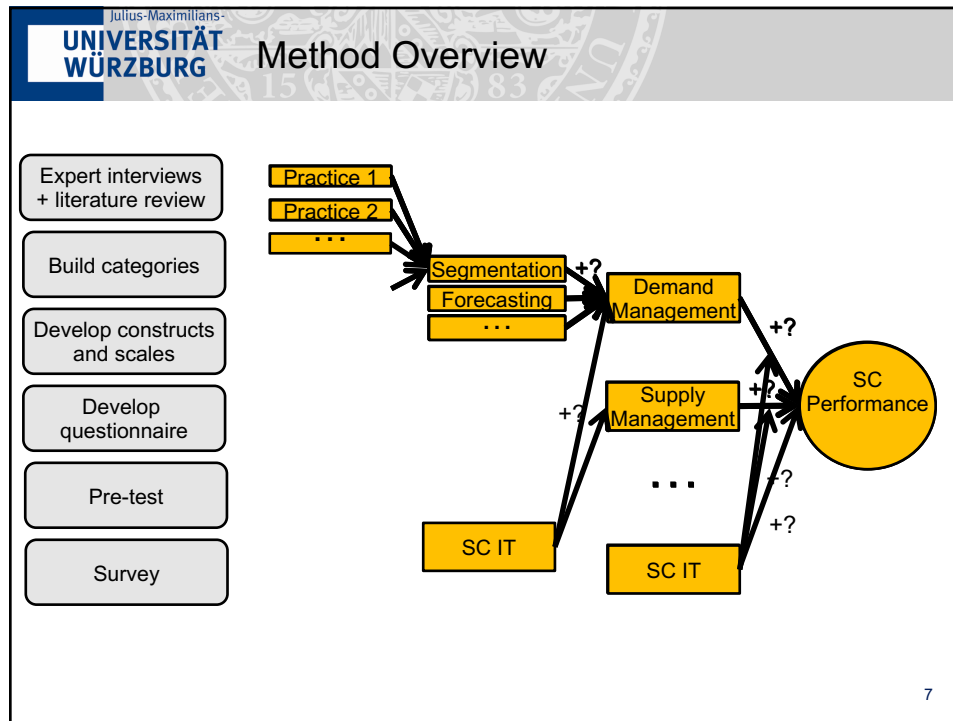 Julius-Maximilians-
UNIVERSITÄT
WÜRZBURG
Method Overview
15 83
Expert interviews
+ literature review
Build categories
Develop constructs
and scales
Develop
questionnaire
Pre-test
Survey
Practice 1
Practice 2
...
Segmentation
Forecasting
...
+?
Demand
Management
+?
Supply
Management
+?
+?
...
SC
Performance
+?
+?
SC IT
SC IT
7